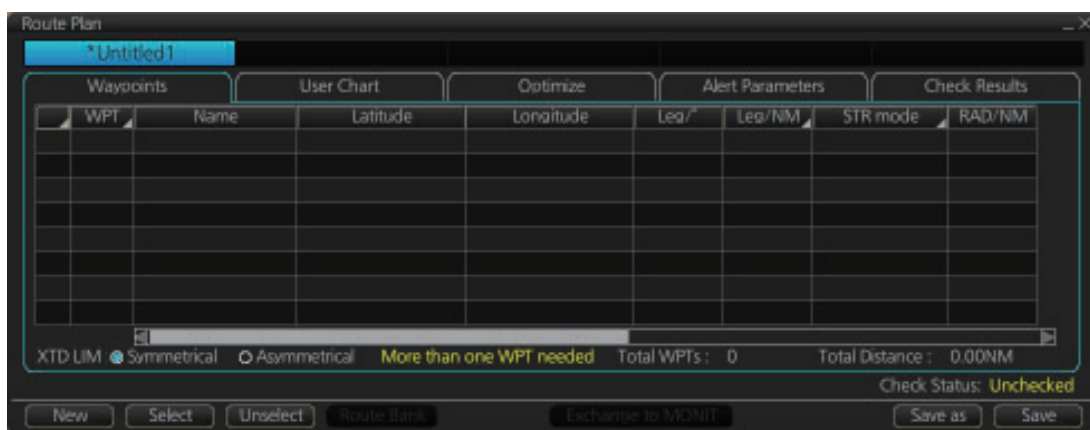 Route Plan
*Untitled1
Waypoints User Chart Optimize Alert Parameters Check Results
WPT Name Latitude Longitude Leg/° Leg/NM STR mode RAD/NM
XTD LIM Symmetrical Asymmetrical More than one WPT needed Total WPTs : 0 Total Distance : 0.00NM
Check Status: Unchecked
New Select Unselect Route Bank Exchange to MONIT Save as Save